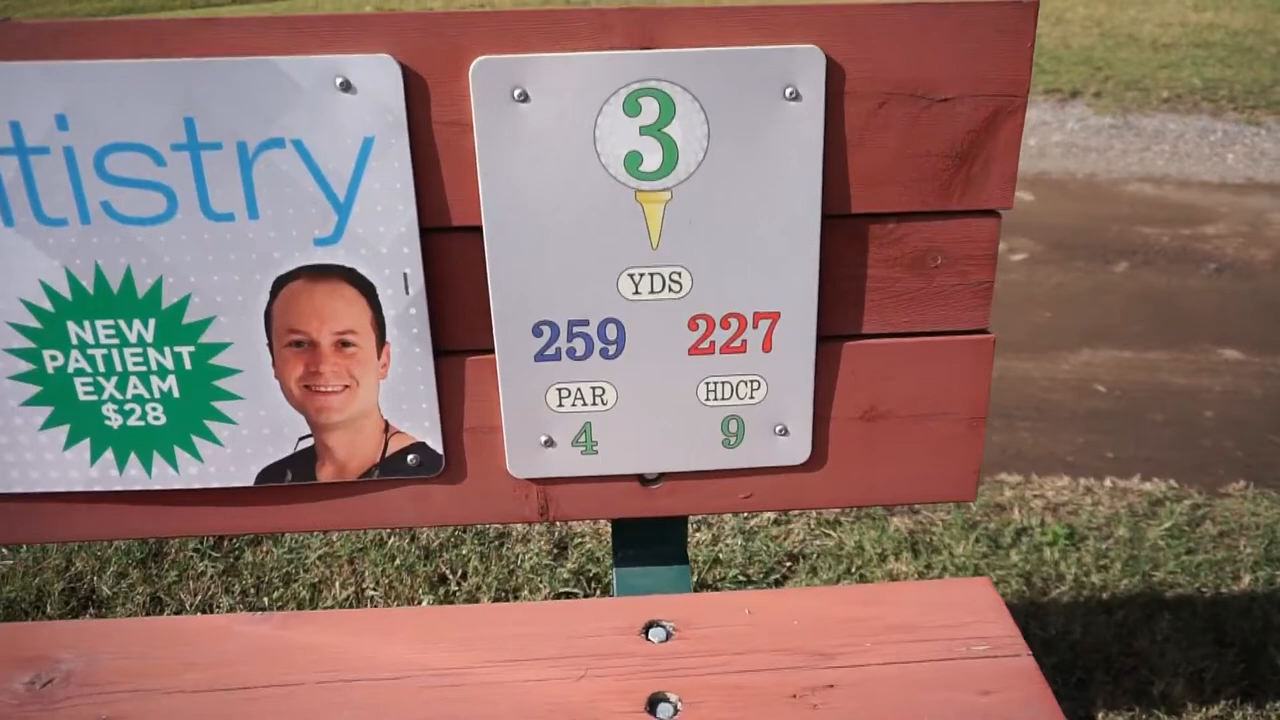 tistry
NEW
PATIENT
EXAM
$28
3
YDS
259 227
PAR HDCP
4 9